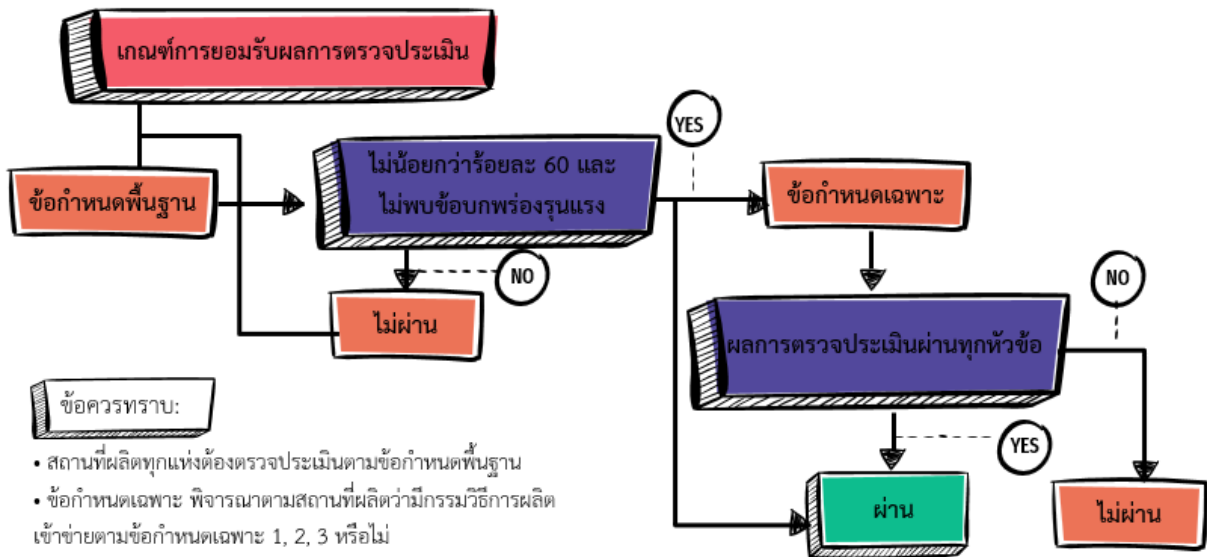 เกณฑ์การยอมรับผลการตรวจประเมิน
ข้อกำหนดพื้นฐาน
ไม่น้อยกว่าร้อยละ 60 และ
ไม่พบข้อบกพร่องรุนแรง
YES
ข้อกำหนดเฉพาะ
NO
ไม่ผ่าน
ผลการตรวจประเมินผ่านทุกหัวข้อ
NO
YES
ผ่าน
ไม่ผ่าน
ข้อควรทราบ:
• สถานที่ผลิตทุกแห่งต้องตรวจประเมินตามข้อกำหนดพื้นฐาน
• ข้อกำหนดเฉพาะ พิจารณาตามสถานที่ผลิตว่ามีกรรมวิธีการผลิต
เข้าข่ายตามข้อกำหนดเฉพาะ 1, 2, 3 หรือไม่